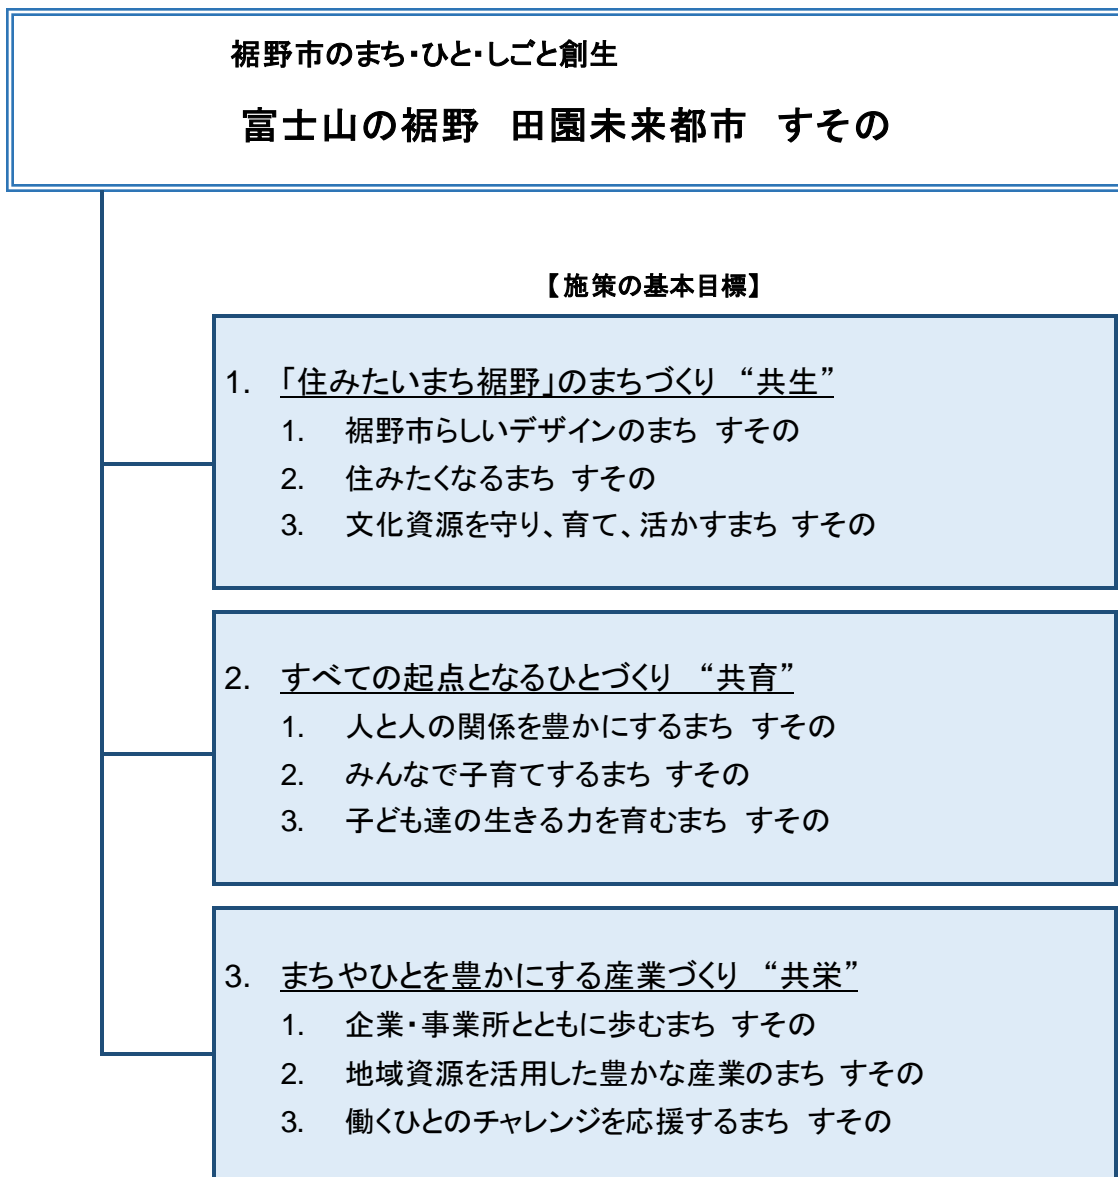 裾野市のまち・ひと・しごと創生
富士山の裾野　田園未来都市　すその
【施策の基本目標】
1. 「住みたいまち裾野」のまちづくり　“共生”
1. 裾野市らしいデザインのまち すその
2. 住みたくなるまち すその
3. 文化資源を守り、育て、活かすまち すその
2. すべての起点となるひとづくり　“共育”
1. 人と人の関係を豊かにするまち すその
2. みんなで子育てするまち すその
3. 子ども達の生きる力を育むまち すその
3. まちやひとを豊かにする産業づくり　“共栄”
1. 企業・事業所とともに歩むまち すその
2. 地域資源を活用した豊かな産業のまち すその
3. 働くひとのチャレンジを応援するまち すその